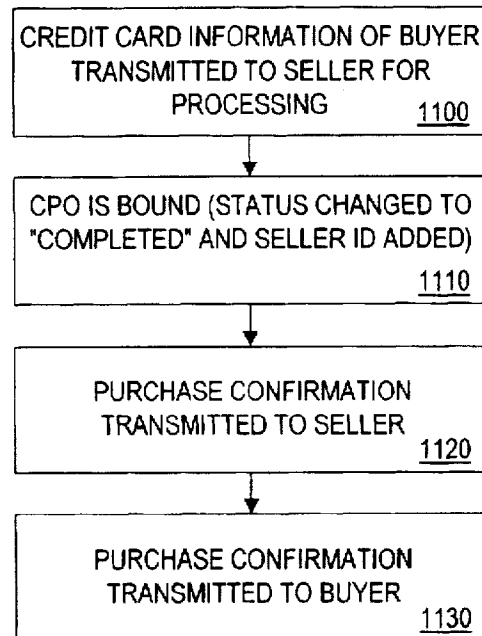 CREDIT CARD INFORMATION OF BUYER
TRANSMITTED TO SELLER FOR
PROCESSING
1100
CPO IS BOUND (STATUS CHANGED TO
"COMPLETED" AND SELLER ID ADDED)
1110
PURCHASE CONFIRMATION
TRANSMITTED TO SELLER
1120
PURCHASE CONFIRMATION
TRANSMITTED TO BUYER
1130